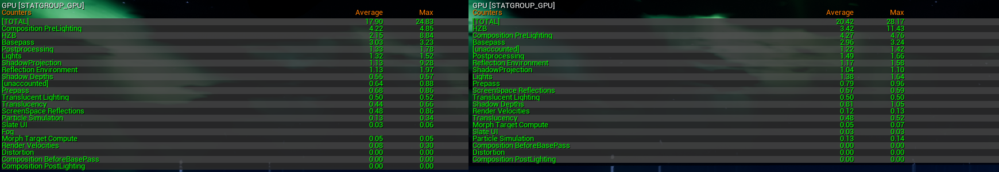 GPU [STATGROUP_GPU]
Counters Average Max
[TOTAL] 17.90 24.83
Composition PreLighting 4.22 4.85
HZB 2.15 8.84
Basepass 3.03 3.23
Postprocessing 1.33 1.78
Lights 1.32 1.52
ShadowProjection 1.13 9.28
Reflection Environment 1.13 1.97
Shadow Depths 0.55 0.57
[unaccounted] 0.64 0.88
Prepass 0.68 0.86
Translucent Lighting 0.50 0.52
Translucency 0.44 0.66
ScreenSpace Reflections 0.48 0.86
Particle Simulation 0.13 0.34
Slate UI 0.03 0.06
Fog
Morph Target Compute 0.05 0.05
Render Velocities 0.08 0.30
Distortion 0.00 0.00
Composition BeforeBasePass 0.00 0.00
Composition PostLighting 0.00 0.00
GPU [STATGROUP_GPU]
Counters Average Max
[TOTAL] 20.42 28.17
HZB 3.42 11.43
Composition PreLighting 4.27 4.76
Basepass 2.96 3.24
[unaccounted] 1.22 1.42
Postprocessing 1.49 1.66
Reflection Environment 1.17 1.58
ShadowProjection 1.04 1.10
Lights 1.38 1.64
Prepass 0.79 0.96
ScreenSpace Reflections 0.57 0.59
Translucent Lighting 0.50 0.50
Shadow Depths 0.81 1.05
Render Velocities 0.12 0.13
Translucency 0.48 0.52
Morph Target Compute 0.05 0.07
Slate UI 0.03 0.03
Particle Simulation 0.13 0.14
Composition BeforeBasePass 0.00 0.00
Distortion 0.00 0.00
Composition PostLighting 0.00 0.00